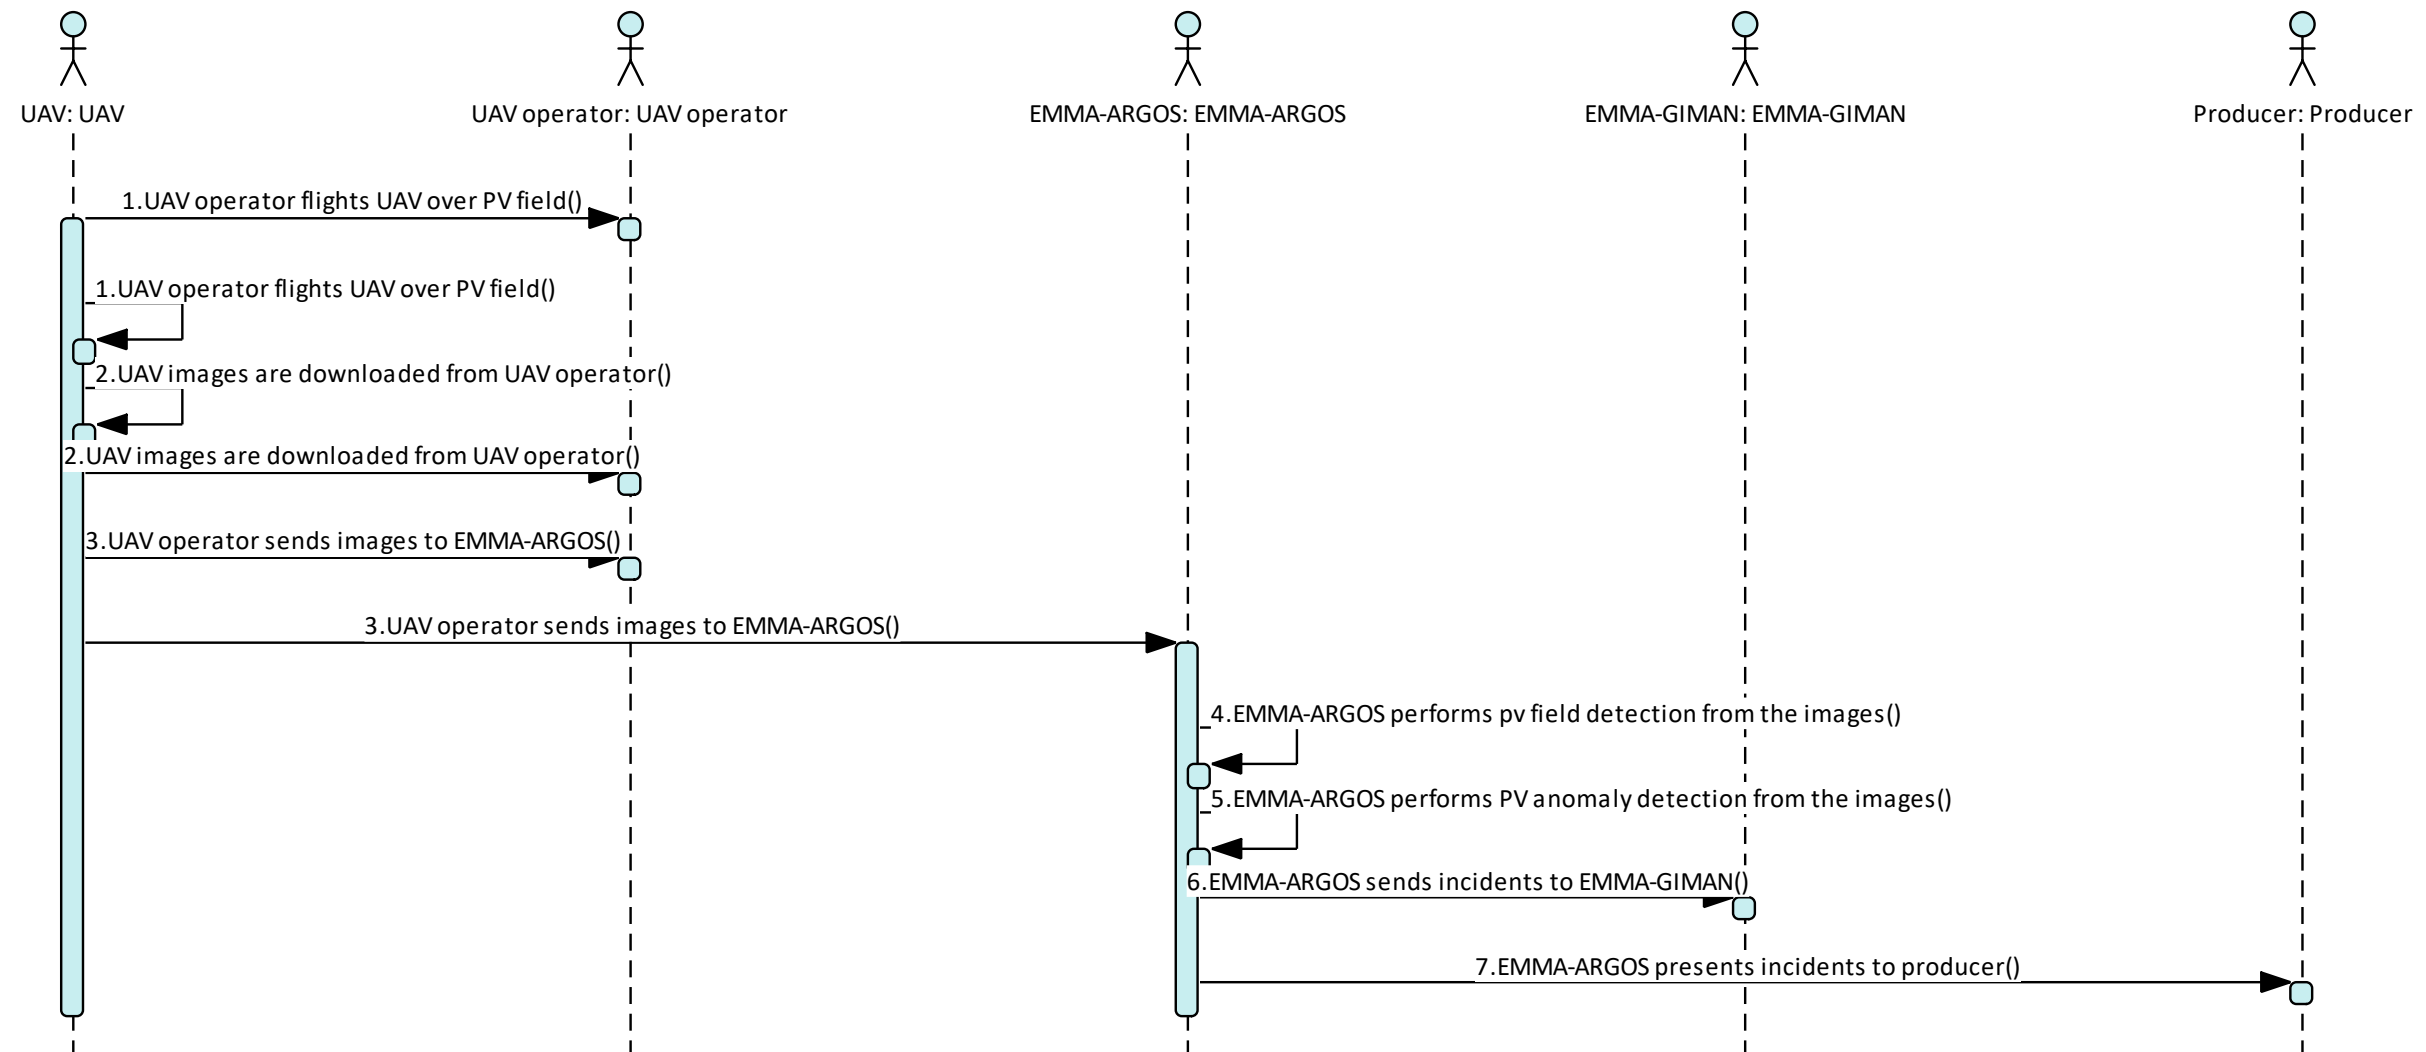 UAV: UAV
UAV operator: UAV operator
EMMA-ARGOS: EMMA-ARGOS
EMMA-GIMAN: EMMA-GIMAN
Producer: Producer
1.UAV operator flights UAV over PV field()
1.UAV operator flights UAV over PV field()
2.UAV images are downloaded from UAV operator()
2.UAV images are downloaded from UAV operator()
3.UAV operator sends images to EMMA-ARGOS()
3.UAV operator sends images to EMMA-ARGOS()
4.EMMA-ARGOS performs pv field detection from the images()
5.EMMA-ARGOS performs PV anomaly detection from the images()
6.EMMA-ARGOS sends incidents to EMMA-GIMAN()
7.EMMA-ARGOS presents incidents to producer()